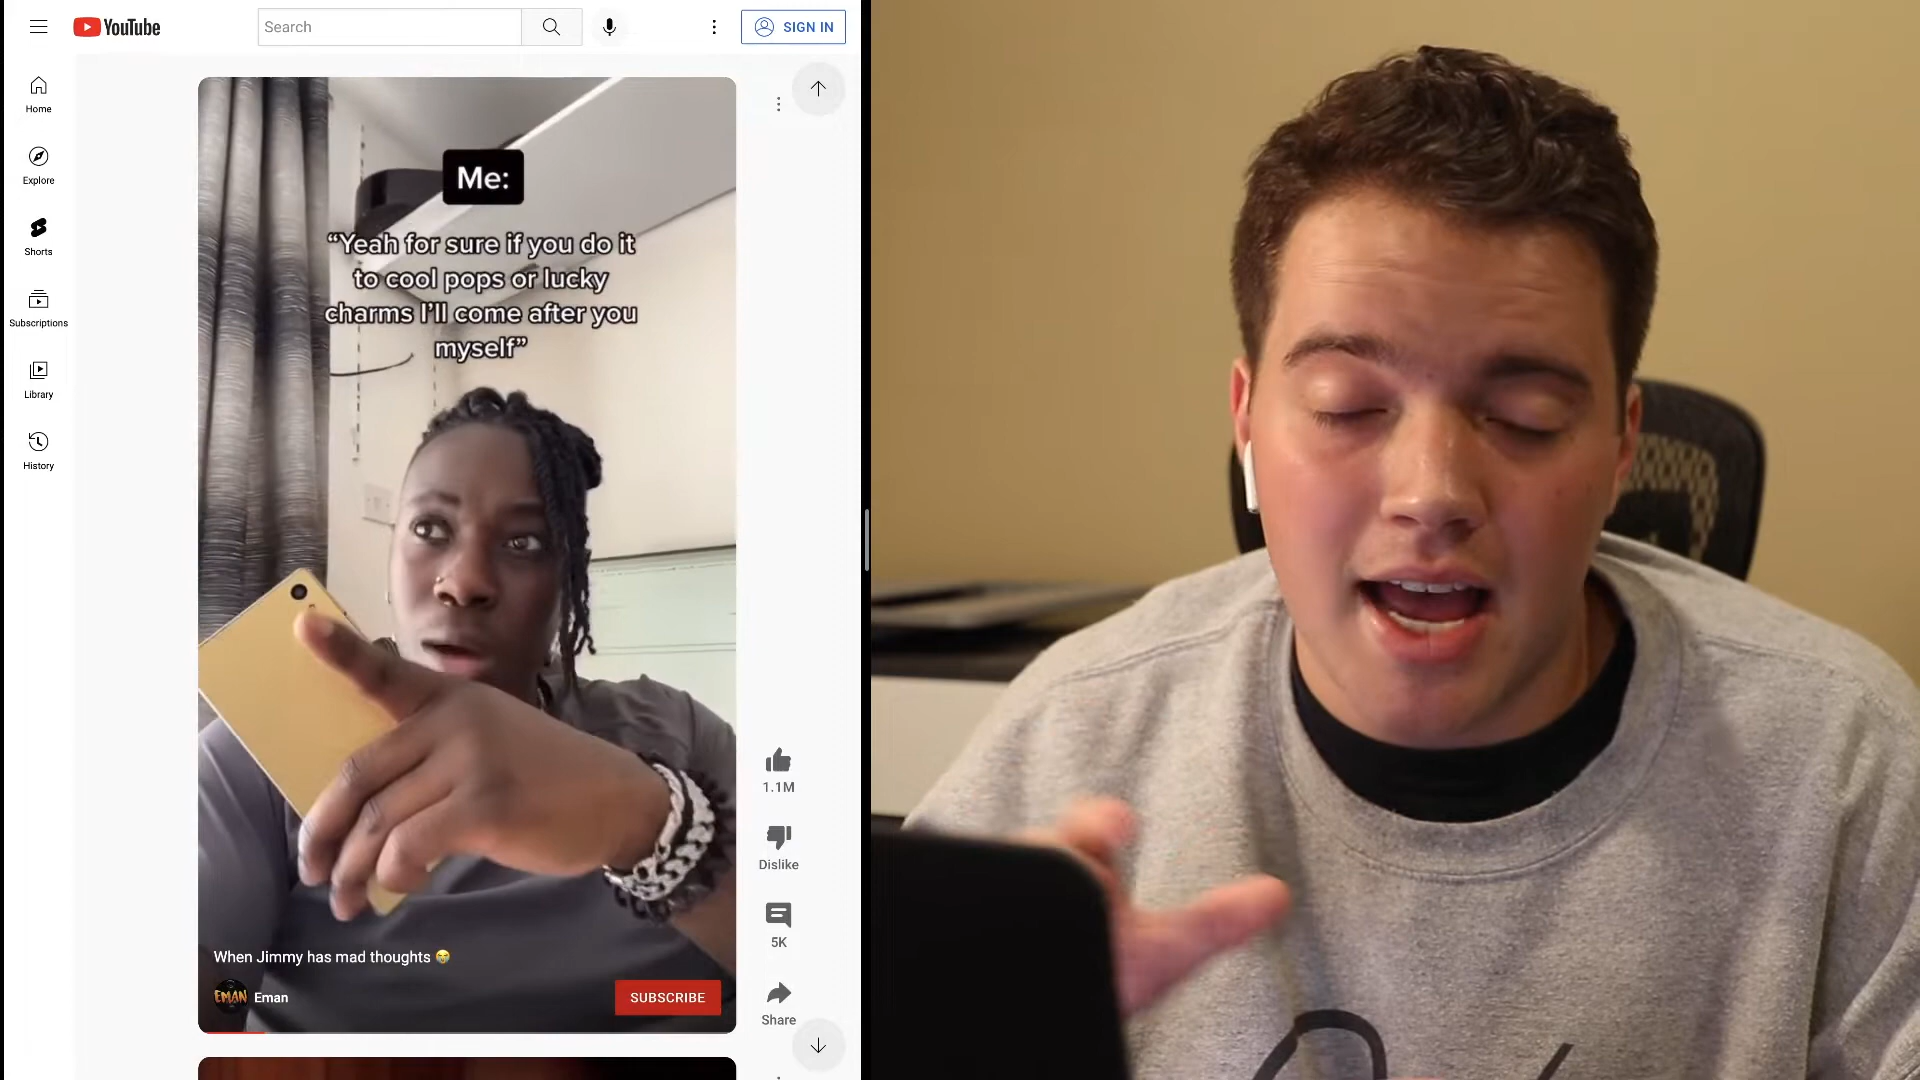 YouTube
Search
SIGN IN
Home
Explore
Shorts
Subscriptions
Library
History
Me:
“Yeah for sure if you do it
to cool pops or lucky
charms I'll come after you
myself”
1.1M
Dislike
5K
Share
When Jimmy has mad thoughts 😭
EMAN
Eman
SUBSCRIBE